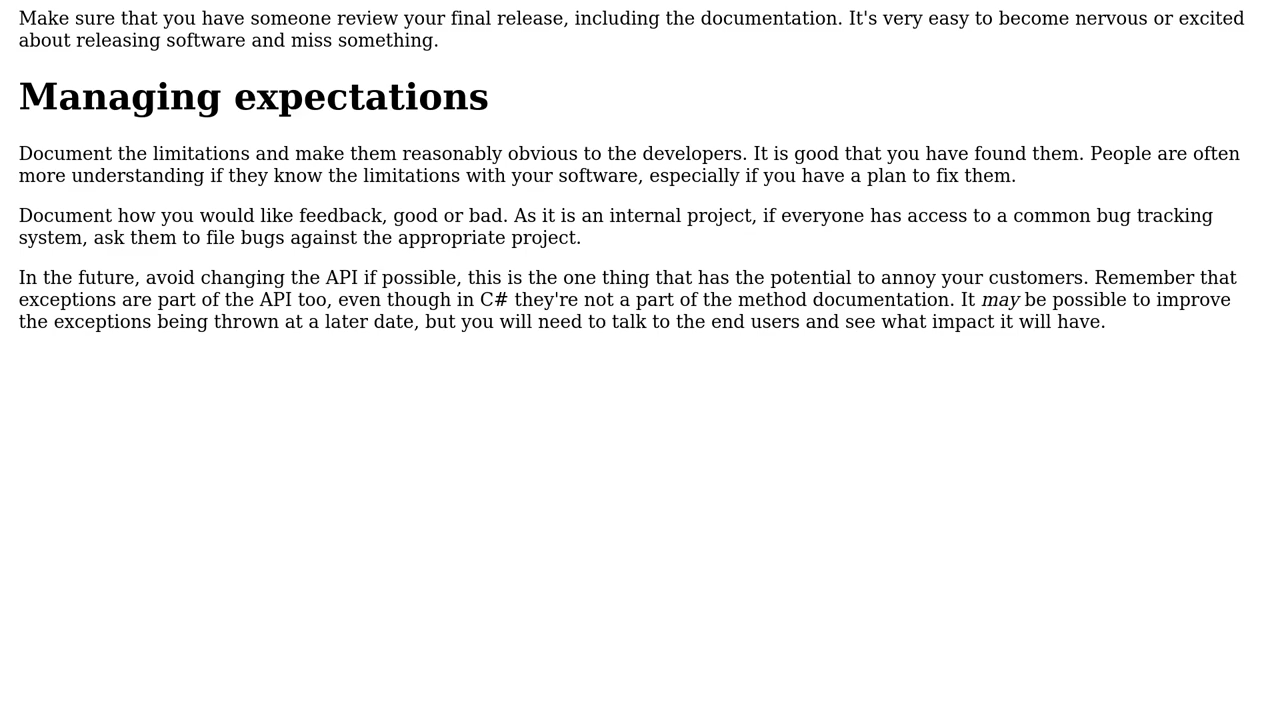 Make sure that you have someone review your final release, including the documentation. It's very easy to become nervous or excited
about releasing software and miss something.
Managing expectations
Document the limitations and make them reasonably obvious to the developers. It is good that you have found them. People are often
more understanding if they know the limitations with your software, especially if you have a plan to fix them.
Document how you would like feedback, good or bad. As it is an internal project, if everyone has access to a common bug tracking
system, ask them to file bugs against the appropriate project.
In the future, avoid changing the API if possible, this is the one thing that has the potential to annoy your customers. Remember that
exceptions are part of the API too, even though in C# they're not a part of the method documentation. It may be possible to improve
the exceptions being thrown at a later date, but you will need to talk to the end users and see what impact it will have.